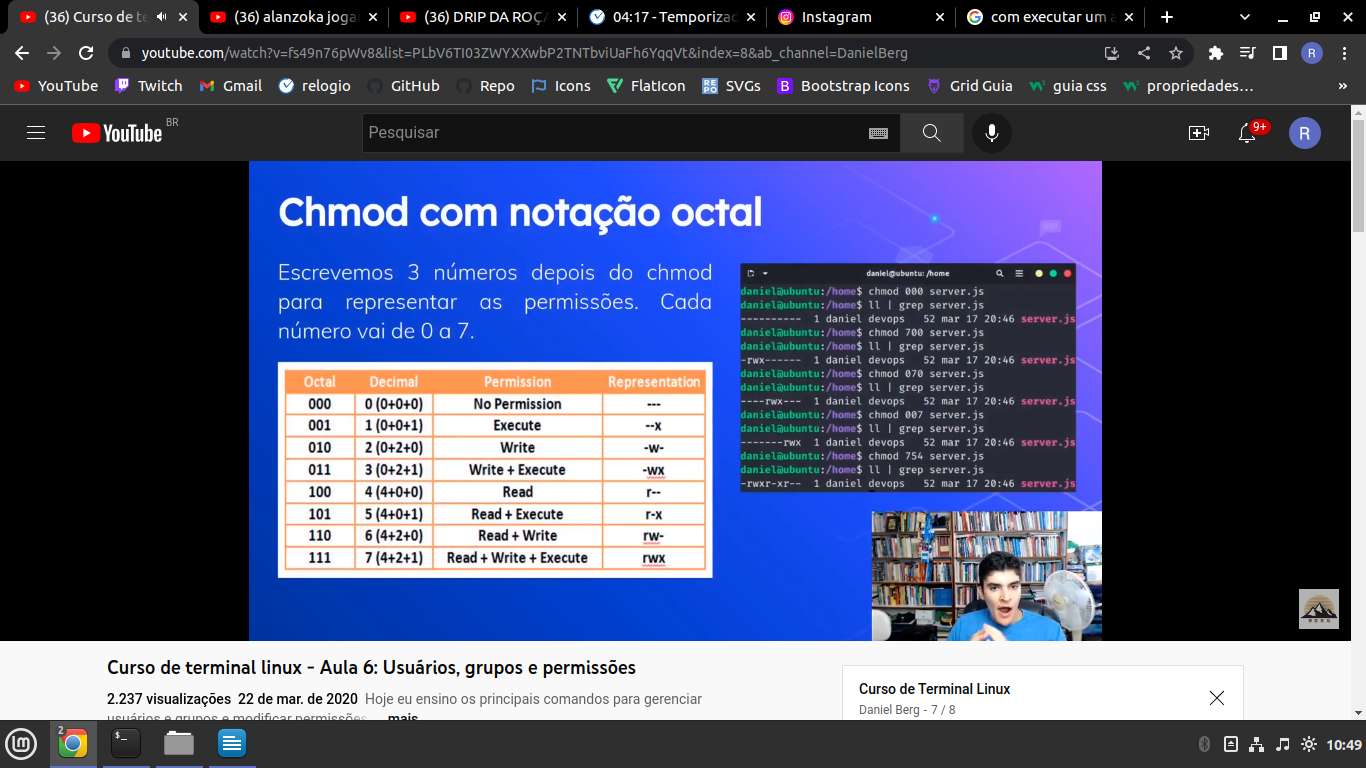 (36) Curso de te
(36) alanzoka joga
(36) DRIP DA ROÇA
04:17 - Temporizad
Instagram
com executar um a
youtube.com/watch?v=fs49n76pWv8&list=PLbV6TI03ZWYXXwbP2TNTbviUaFh6YqqVt&index=8&ab_channel=DanielBerg
R
YouTube
Twitch
Gmail
relogio
GitHub
Repo
Icons
FlatIcon
SVGs
Bootstrap Icons
Grid Guia
guia css
propriedades…
»
YouTube BR
Pesquisar
9+
R
Chmod com notação octal
Escrevemos 3 números depois do chmod
para representar as permissões. Cada
número vai de 0 a 7.
Octal Decimal Permission Representation
000 0 (0+0+0) No Permission ---
001 1 (0+0+1) Execute --x
010 2 (0+2+0) Write -w-
011 3 (0+2+1) Write + Execute -wx
100 4 (4+0+0) Read r--
101 5 (4+0+1) Read + Execute r-x
110 6 (4+2+0) Read + Write rw-
111 7 (4+2+1) Read + Write + Execute rwx
daniel@ubuntu: /home
daniel@ubuntu:/home$ chmod 000 server.js
daniel@ubuntu:/home$ ll | grep server.js
---------- 1 daniel devops 52 mar 17 20:46 server.js
daniel@ubuntu:/home$ chmod 700 server.js
daniel@ubuntu:/home$ ll | grep server.js
-rwx------ 1 daniel devops 52 mar 17 20:46 server.js
daniel@ubuntu:/home$ chmod 070 server.js
daniel@ubuntu:/home$ ll | grep server.js
----rwx--- 1 daniel devops 52 mar 17 20:46 server.js
daniel@ubuntu:/home$ chmod 007 server.js
daniel@ubuntu:/home$ ll | grep server.js
-------rwx 1 daniel devops 52 mar 17 20:46 server.js
daniel@ubuntu:/home$ chmod 754 server.js
daniel@ubuntu:/home$ ll | grep server.js
-rwxr-xr-- 1 daniel devops 52 mar 17 20:46 server.js
BERG
Curso de terminal linux - Aula 6: Usuários, grupos e permissões
2.237 visualizações 22 de mar. de 2020 Hoje eu ensino os principais comandos para gerenciar
usuários e grupos e modificar permissões ... mais
Curso de Terminal Linux
Daniel Berg - 7 / 8
2
$_
10:49